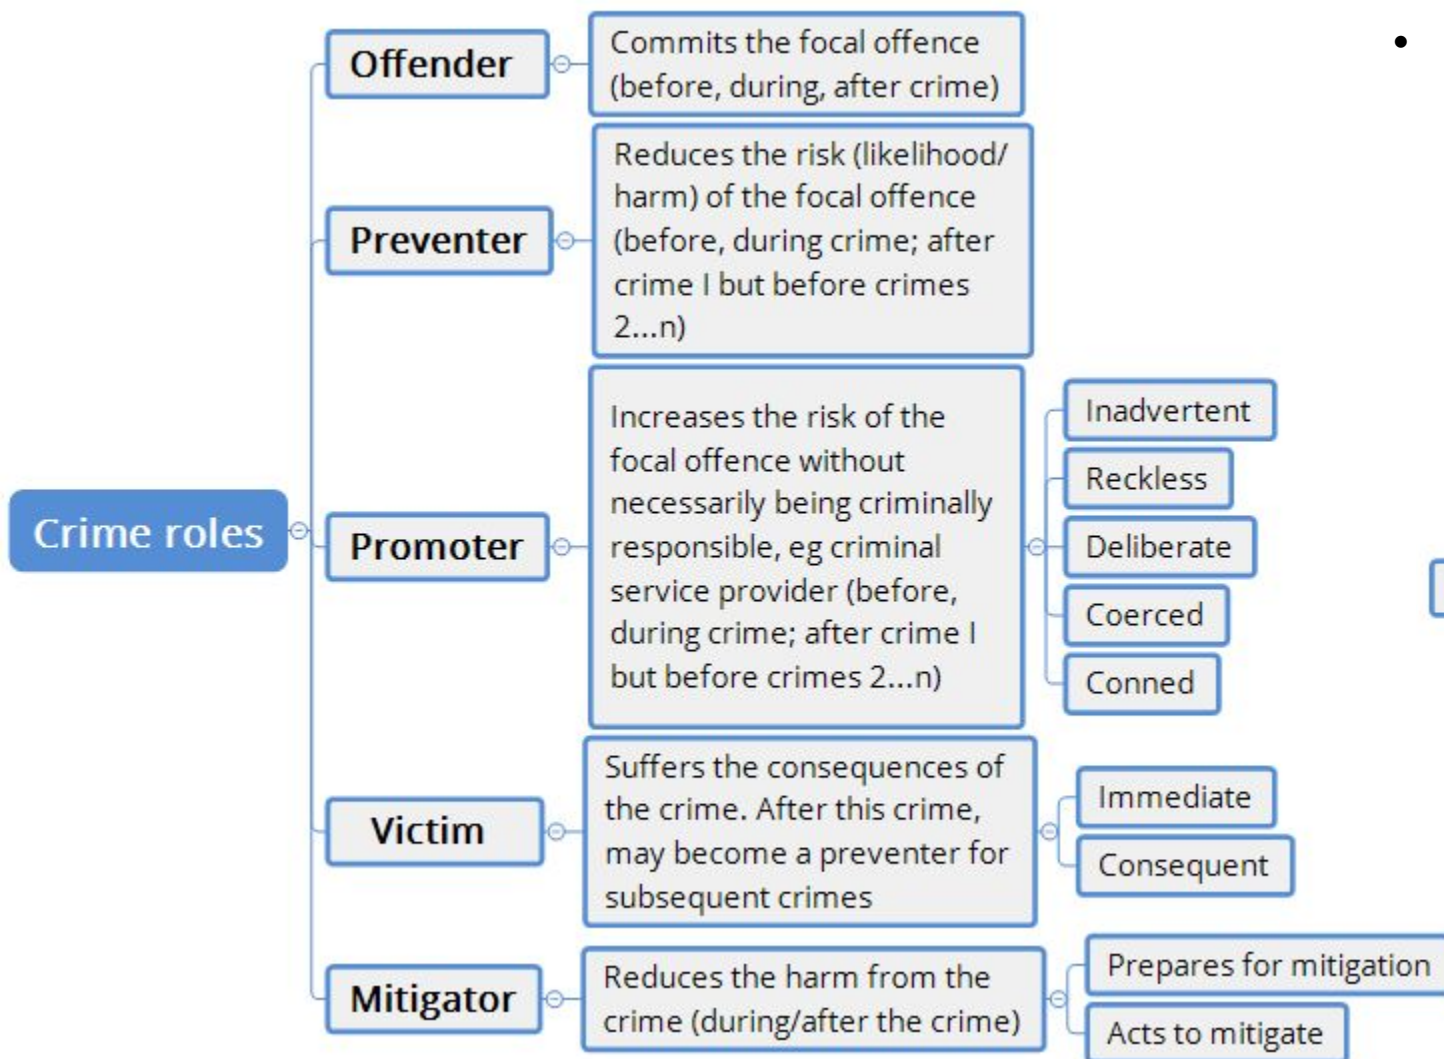 Crime roles
Offender
Commits the focal offence
(before, during, after crime)
Preventer
Reduces the risk (likelihood/
harm) of the focal offence
(before, during crime; after
crime I but before crimes
2...n)
Promoter
Increases the risk of the
focal offence without
necessarily being criminally
responsible, eg criminal
service provider (before,
during crime; after crime I
but before crimes 2...n)
Inadvertent
Reckless
Deliberate
Coerced
Conned
Victim
Suffers the consequences of
the crime. After this crime,
may become a preventer for
subsequent crimes
Immediate
Consequent
Mitigator
Reduces the harm from the
crime (during/after the crime)
Prepares for mitigation
Acts to mitigate